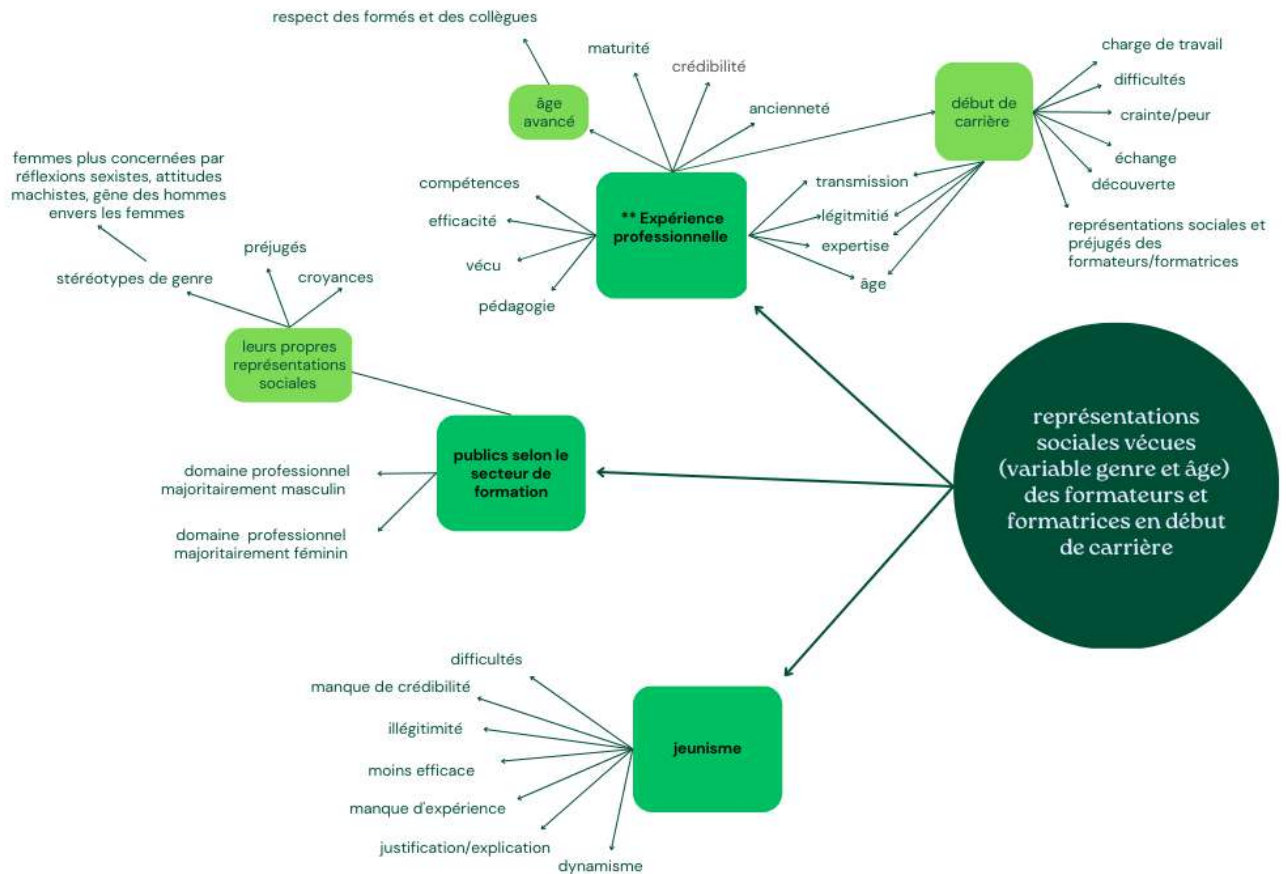 respect des formés et des collègues
maturité
crédibilité
ancienneté
âge
avancé
début de
carrière
charge de travail
difficultés
crainte/peur
échange
découverte
représentations sociales et
préjugés des
formateurs/formatrices
femmes plus concernées par
réflexions sexistes, attitudes
machistes, gêne des hommes
envers les femmes
compétences
efficacité
vécu
pédagogie
** Expérience
professionnelle
transmission
légitmitié
expertise
âge
préjugés
stéréotypes de genre
croyances
leurs propres
représentations
sociales
publics selon le
secteur de
formation
domaine professionnel
majoritairement masculin
domaine professionnel
majoritairement féminin
représentations
sociales vécues
(variable genre et âge)
des formateurs et
formatrices en début
de carrière
difficultés
manque de crédibilité
illégitimité
moins efficace
manque d'expérience
justification/explication
dynamisme
jeunisme